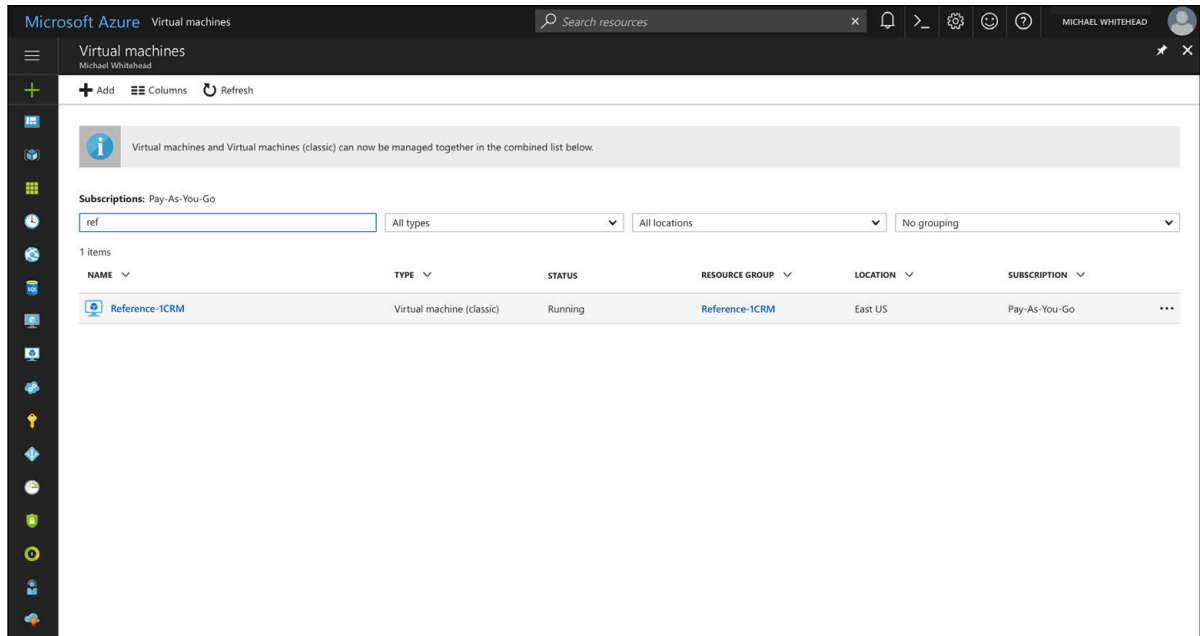 Microsoft Azure Virtual machines Search resources MICHAEL WHITEHEAD
Virtual machines
Michael Whitehead
Add Columns Refresh
Virtual machines and Virtual machines (classic) can now be managed together in the combined list below.
Subscriptions: Pay-As-You-Go
ref All types All locations No grouping
1 items
NAME TYPE STATUS RESOURCE GROUP LOCATION SUBSCRIPTION
Reference-1CRM Virtual machine (classic) Running Reference-1CRM East US Pay-As-You-Go